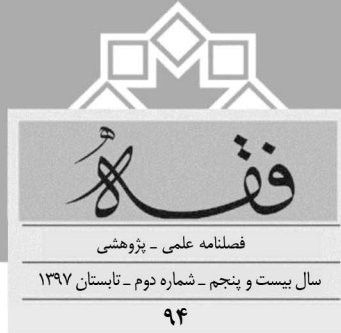 فقه
فصلنامه علمی ـ پژوهشی
سال بیست و پنجم ـ شماره دوم ـ تابستان ۱۳۹۷
۹۴